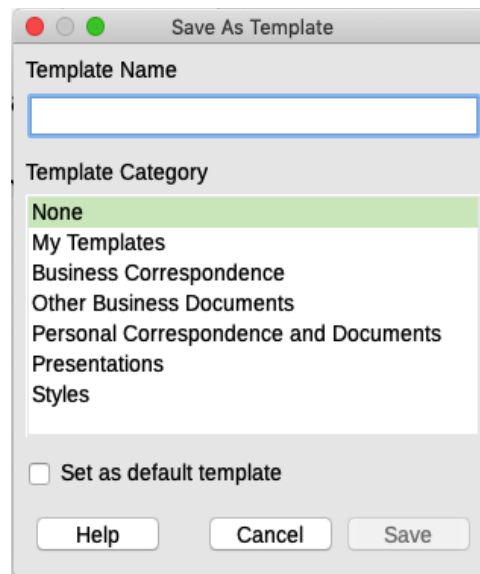 Save As Template
Template Name
Template Category
None
My Templates
Business Correspondence
Other Business Documents
Personal Correspondence and Documents
Presentations
Styles
Set as default template
Help Cancel Save